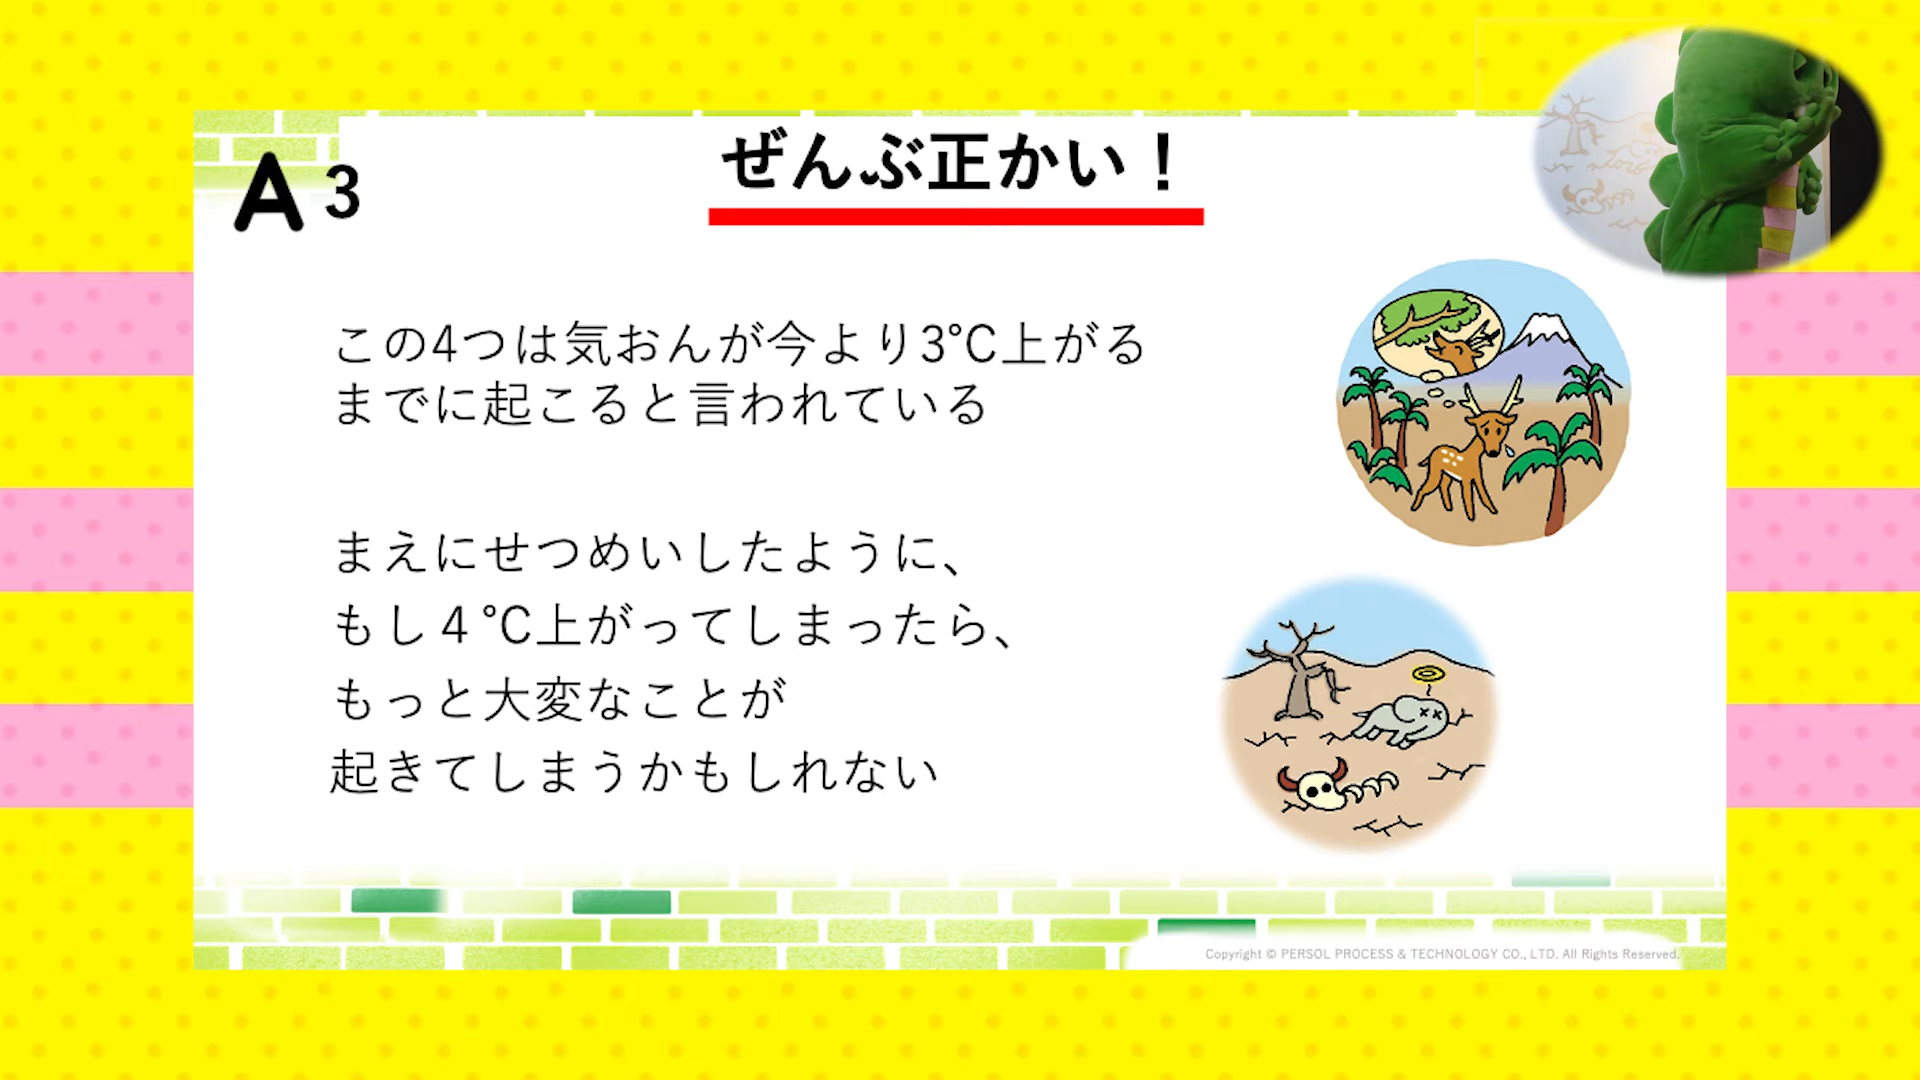 A3
ぜんぶ正かい！
この4つは気おんが今より3℃上がる
までに起こると言われている
まえにせつめいしたように、
もし４℃上がってしまったら、
もっと大変なことが
起きてしまうかもしれない
Copyright © PERSOL PROCESS & TECHNOLOGY CO., LTD. All Rights Reserved.